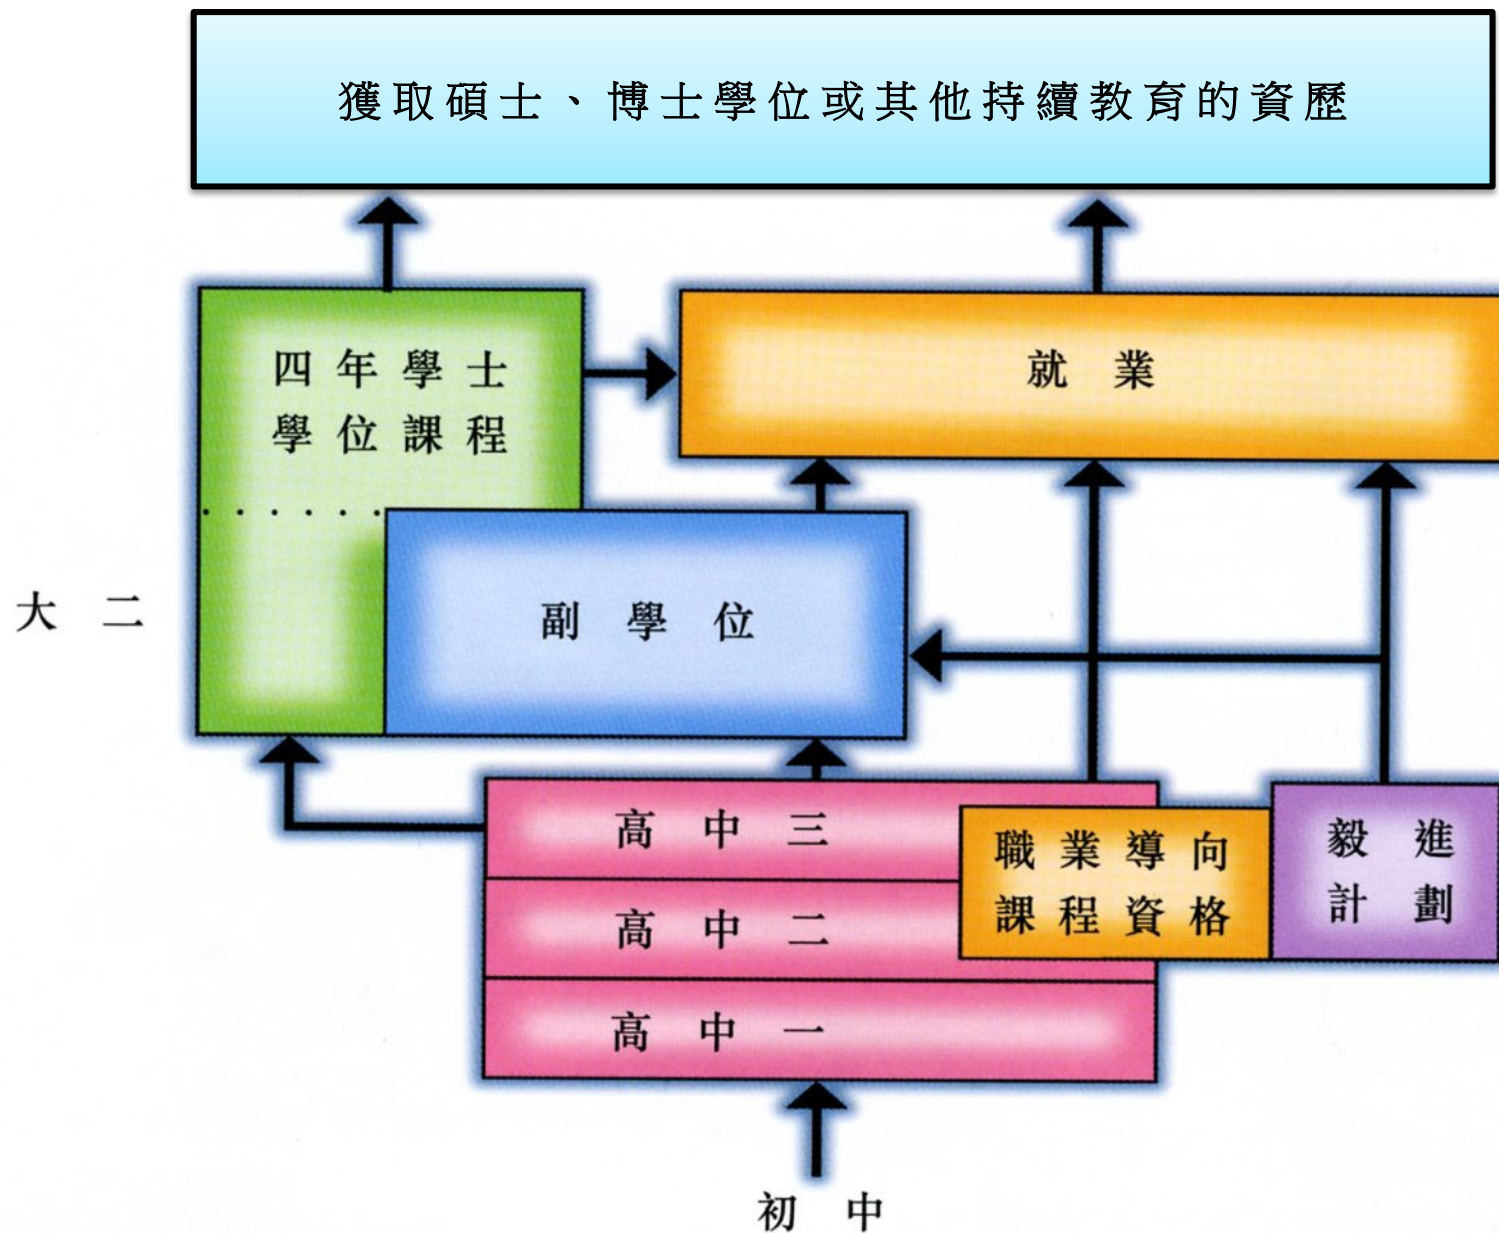 獲取碩士、博士學位或其他持續教育的資歷
四年學士
學位課程
就業
大二
副學位
高中三
高中二
高中一
職業導向
課程資格
毅進
計劃
初中